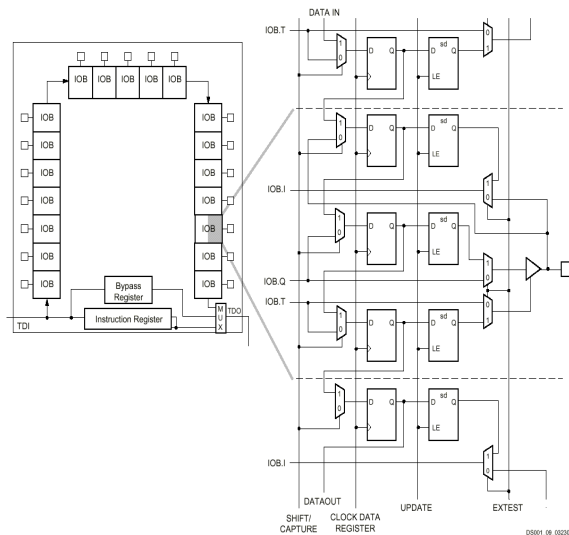 DATA IN
IOB.T
1
0
D Q
sd
D Q
LE
0
1
IOB IOB IOB IOB IOB
IOB
IOB
IOB
IOB
IOB
IOB
IOB
IOB
IOB
IOB
IOB
IOB
IOB
IOB
Bypass
Register
Instruction Register
M
U
X
TDO
TDI
1
0
D Q
sd
D Q
LE
1
0
IOB.I
1
0
D Q
sd
D Q
LE
1
0
IOB.Q
IOB.T
0
1
1
0
D Q
sd
D Q
LE
1
0
D Q
sd
D Q
LE
1
0
IOB.I
DATAOUT
UPDATE
EXTEST
SHIFT/
CAPTURE
CLOCK DATA
REGISTER
DS001_09_03230